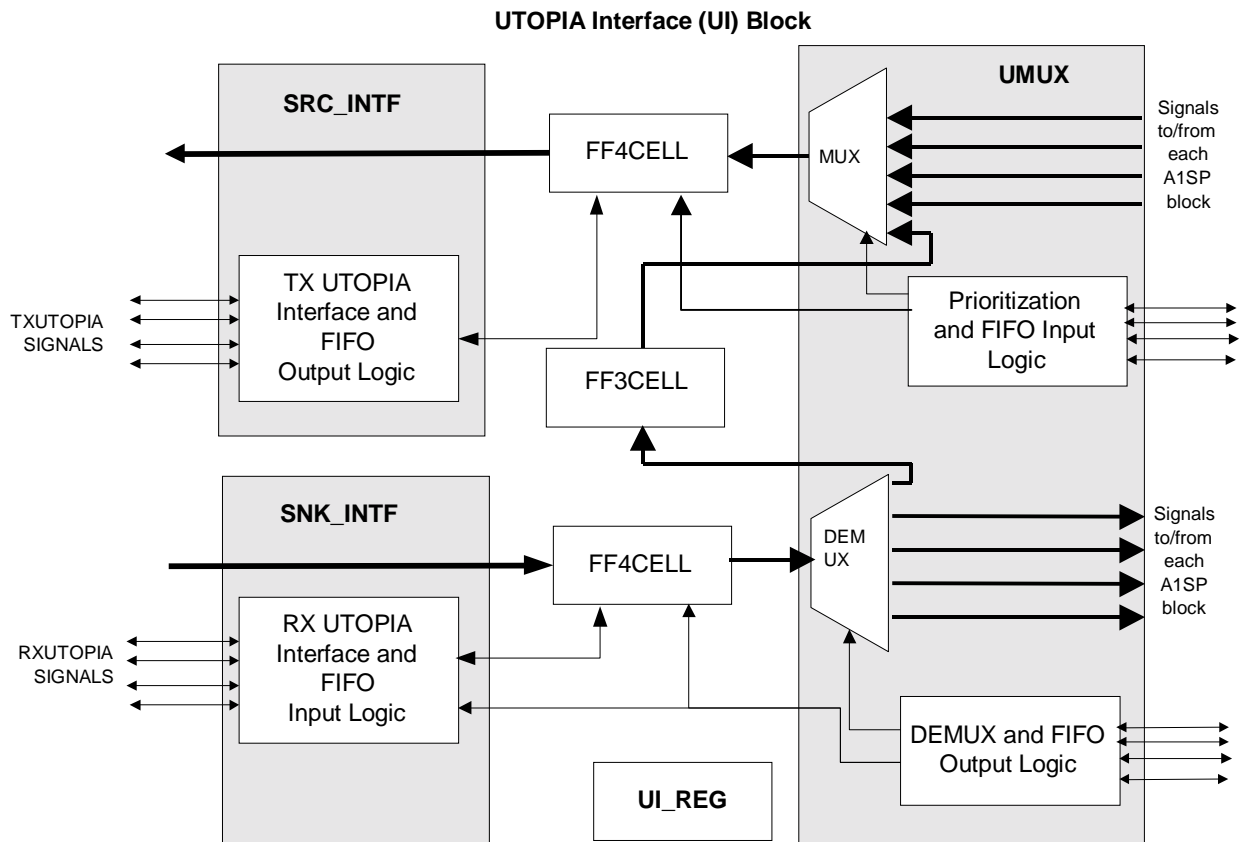 UTOPIA Interface (UI) Block
SRC_INTF
UMUX
FF4CELL
MUX
Signals
to/from
each
A1SP
block
TX UTOPIA
Interface and
FIFO
Output Logic
TXUTOPIA
SIGNALS
Prioritization
and FIFO Input
Logic
FF3CELL
SNK_INTF
FF4CELL
DEM
UX
Signals
to/from
each
A1SP
block
RX UTOPIA
Interface and
FIFO
Input Logic
RXUTOPIA
SIGNALS
DEMUX and FIFO
Output Logic
UI_REG